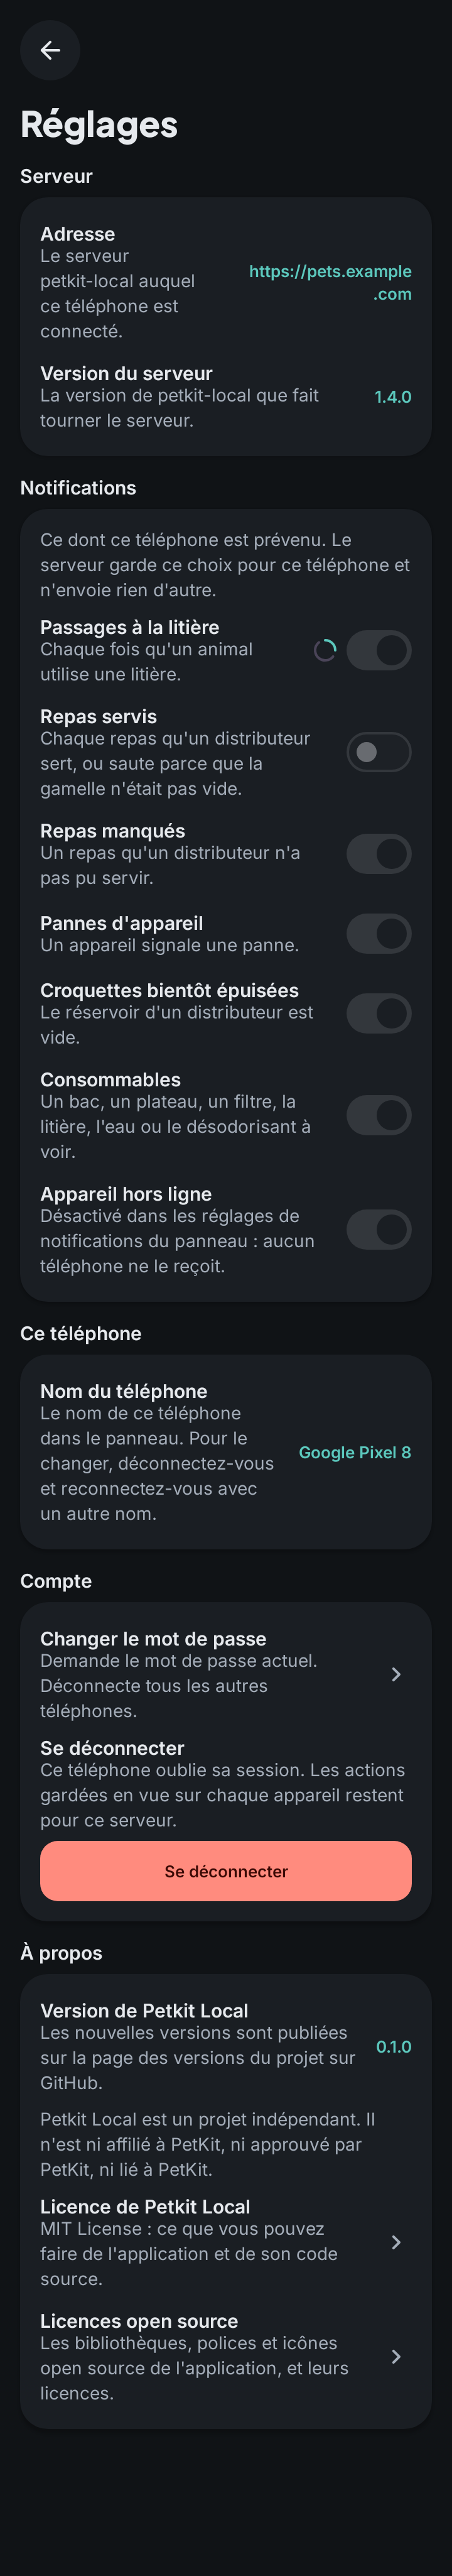 Réglages
Serveur
Adresse
Le serveur
petkit-local auquel
ce téléphone est
connecté.
https://pets.example
.com
Version du serveur
La version de petkit-local que fait
tourner le serveur.
1.4.0
Notifications
Ce dont ce téléphone est prévenu. Le
serveur garde ce choix pour ce téléphone et
n'envoie rien d'autre.
Passages à la litière
Chaque fois qu'un animal
utilise une litière.
Repas servis
Chaque repas qu'un distributeur
sert, ou saute parce que la
gamelle n'était pas vide.
Repas manqués
Un repas qu'un distributeur n'a
pas pu servir.
Pannes d'appareil
Un appareil signale une panne.
Croquettes bientôt épuisées
Le réservoir d'un distributeur est
vide.
Consommables
Un bac, un plateau, un filtre, la
litière, l'eau ou le désodorisant à
voir.
Appareil hors ligne
Désactivé dans les réglages de
notifications du panneau : aucun
téléphone ne le reçoit.
Ce téléphone
Nom du téléphone
Le nom de ce téléphone
dans le panneau. Pour le
changer, déconnectez-vous
et reconnectez-vous avec
un autre nom.
Google Pixel 8
Compte
Changer le mot de passe
Demande le mot de passe actuel.
Déconnecte tous les autres
téléphones.
Se déconnecter
Ce téléphone oublie sa session. Les actions
gardées en vue sur chaque appareil restent
pour ce serveur.
Se déconnecter
À propos
Version de Petkit Local
Les nouvelles versions sont publiées
sur la page des versions du projet sur
GitHub.
0.1.0
Petkit Local est un projet indépendant. Il
n'est ni affilié à PetKit, ni approuvé par
PetKit, ni lié à PetKit.
Licence de Petkit Local
MIT License : ce que vous pouvez
faire de l'application et de son code
source.
Licences open source
Les bibliothèques, polices et icônes
open source de l'application, et leurs
licences.